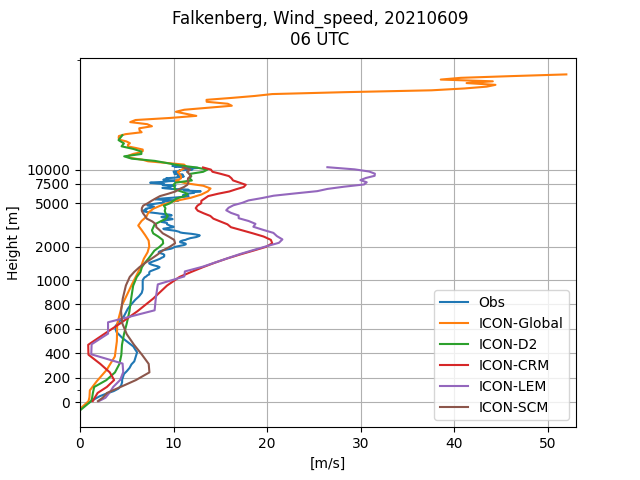 Falkenberg, Wind_speed, 20210609
06 UTC
Height [m]
10000
7500
5000
2000
1000
800
600
400
200
0
0 10 20 30 40 50
[m/s]
Obs
ICON-Global
ICON-D2
ICON-CRM
ICON-LEM
ICON-SCM